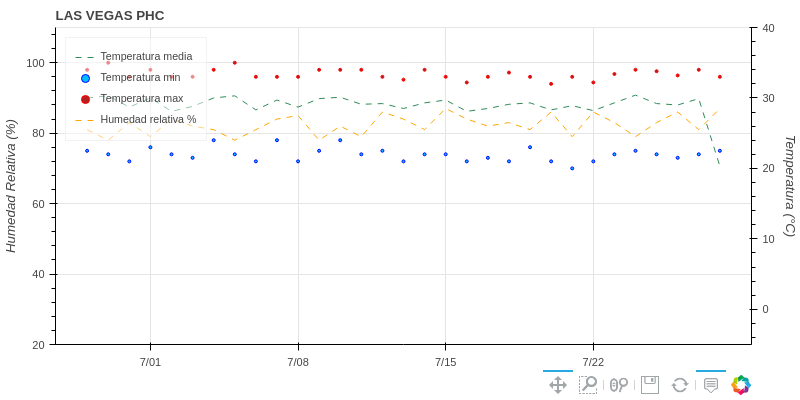 LAS VEGAS PHC
Temperatura media
Temperatura min
Temperatura max
Humedad relativa %
Humedad Relativa (%)
100
80
60
40
20
Temperatura (°C)
40
30
20
10
0
7/01
7/08
7/15
7/22